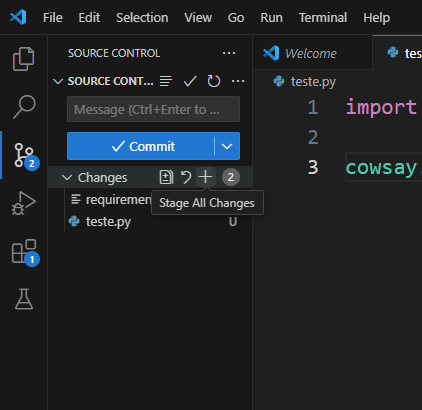 File Edit Selection View Go Run Terminal Help
SOURCE CONTROL
SOURCE CONT...
Message (Ctrl+Enter to ...
Commit
Changes 2
requiremen
Stage All Changes
teste.py U
2
1
Welcome
te
teste.py
1 import
2
3 cowsay